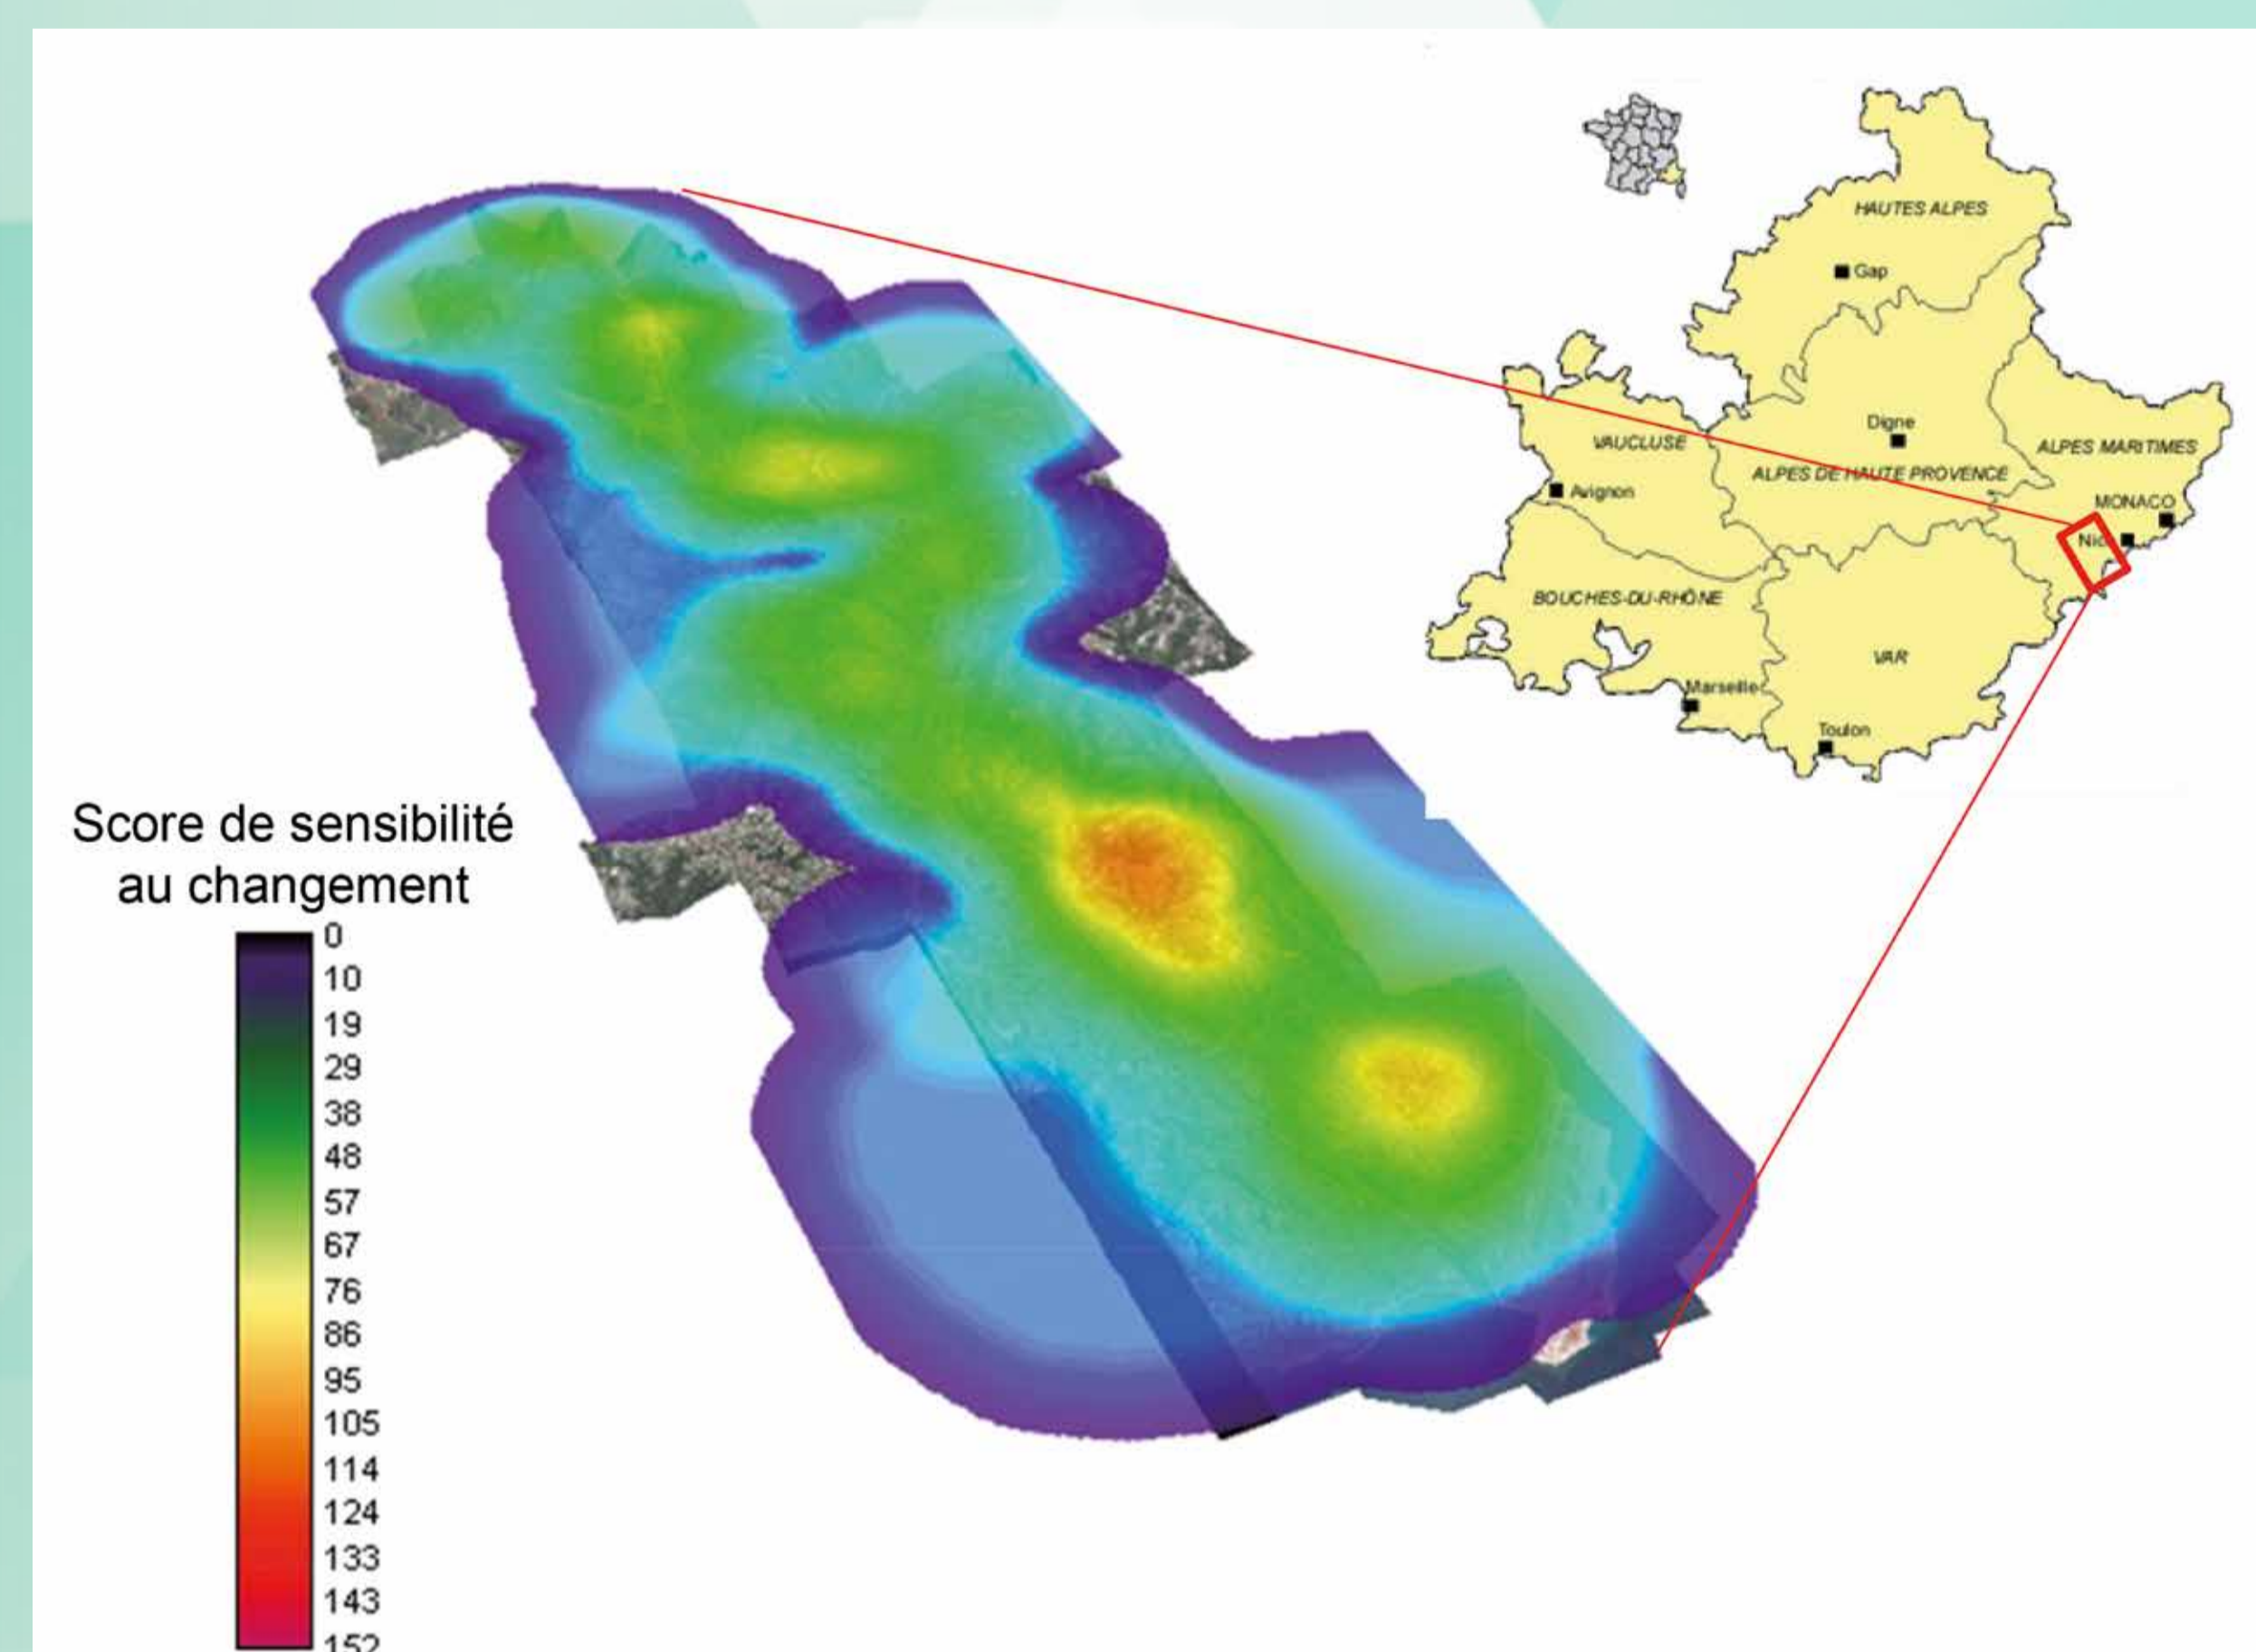 HAUTES ALPES
Gap
Digne
VAUCLUSE
ALPES MARITIMES
ALPES DE HAUTE PROVENCE
Avignon
MONACO
BOUCHES-DU-RHÔNE
VAR
Marseille
Toulon
Score de sensibilité
au changement
0
10
19
29
38
48
57
67
76
86
95
105
114
124
133
143
152